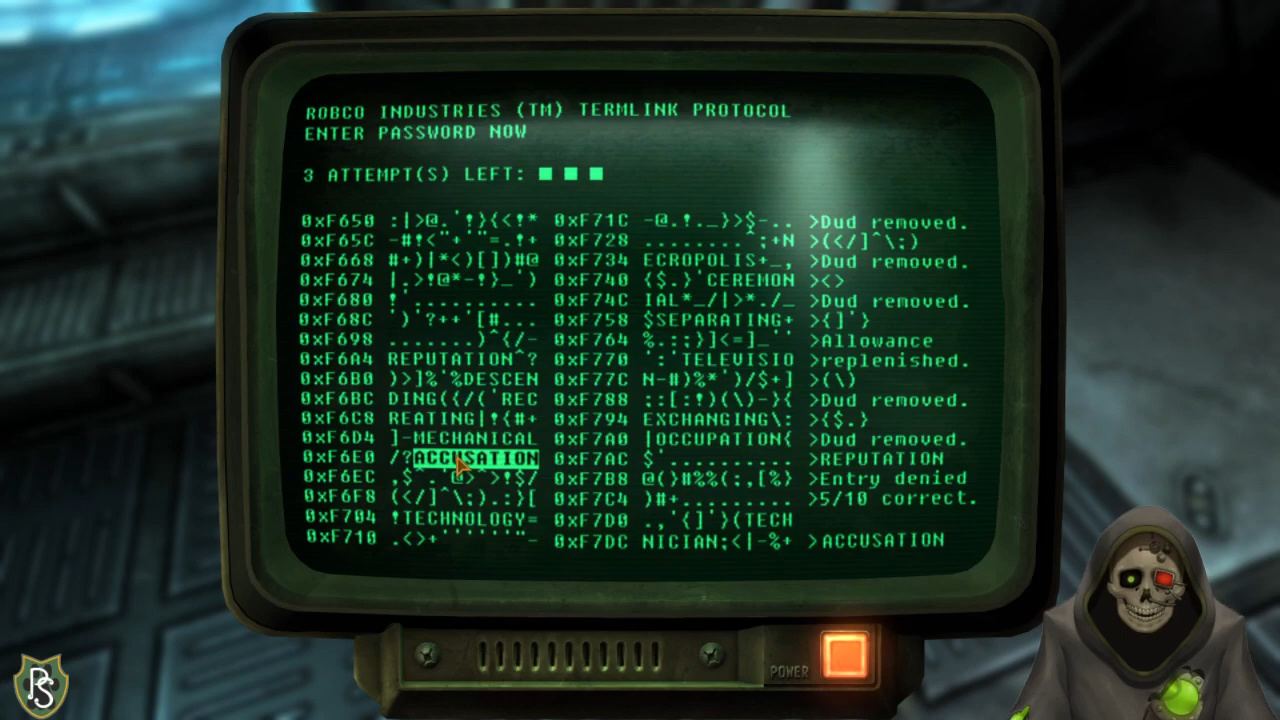 ROBCO INDUSTRIES (TM) TERMLINK PROTOCOL
ENTER PASSWORD NOW
3 ATTEMPT(S) LEFT: ■ ■ ■
0xF650 :|>@.'!}{<!* 0xF71C -@.!._}>$-.. >Dud removed.
0xF65C -#!<"+'"=.!+ 0xF728 ........^;+N >(</]^\:)
0xF668 #+)|*<)[])#@ 0xF734 ECROPOLIS+_, >Dud removed.
0xF674 |,>!@*-!}_') 0xF740 {$.}'CEREMON ><>
0xF680 !'.......... 0xF74C IAL*_/|>*./_ >Dud removed.
0xF68C ')'?++'[#... 0xF758 $SEPARATING+ >{]'}
0xF698 .......)^{/- 0xF764 %.:;}]<=]_'' >Allowance
0xF6A4 REPUTATION^? 0xF770 ':'TELEVISIO >replenished.
0xF6B0 )>>]%'%DESCEN 0xF77C N-#)%*')/$+] >(\)
0xF6BC DING({/('REC 0xF788 ::[:!)(\)-}{ >Dud removed.
0xF6C8 REATING|!{#+ 0xF794 EXCHANGING\: >{$.}
0xF6D4 ]-MECHANICAL 0xF7A0 |OCCUPATION{ >Dud removed.
0xF6E0 /?ACCUSATION 0xF7AC $'.......... >REPUTATION
0xF6EC 0xF7B8 @(}#%%(:,[%} >Entry denied
0xF6F8 (</]^\:).:}[ 0xF7C4 )#+......... >5/10 correct.
0xF704 !TECHNOLOGY= 0xF7D0 .,'{]'}(TECH
0xF710 .<>+''''''"- 0xF7DC NICIAN;<|-%+ >ACCUSATION
POWER
PS